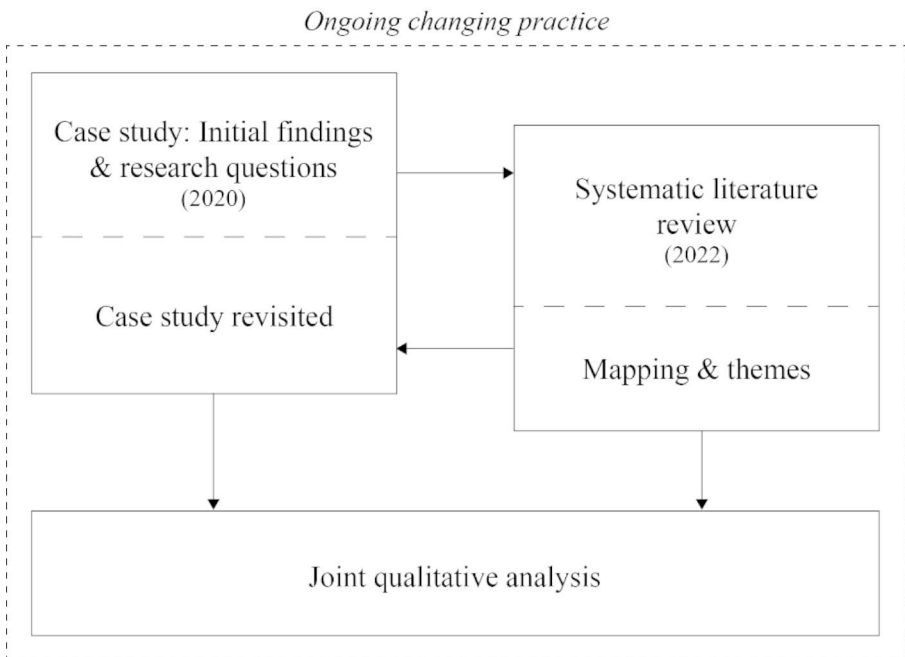 Ongoing changing practice
Case study: Initial findings
& research questions
(2020)
Case study revisited
Systematic literature
review
(2022)
Mapping & themes
Joint qualitative analysis